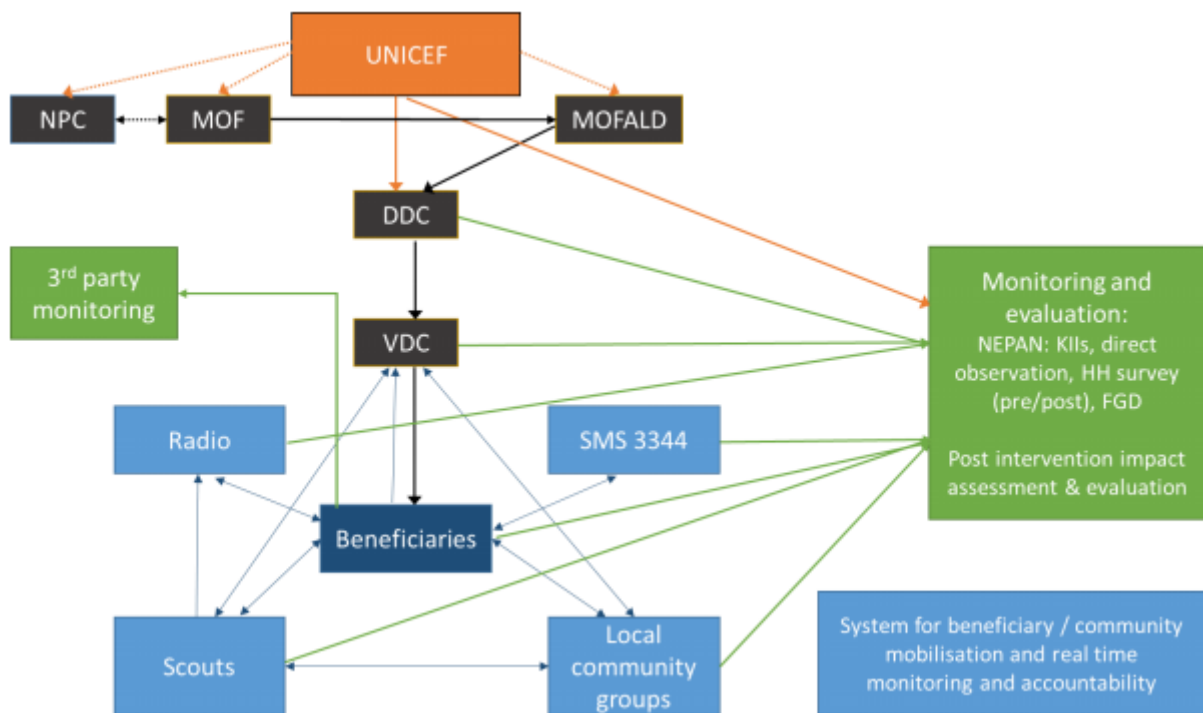 UNICEF
NPC
MOF
MOFALD
DDC
3rd party
monitoring
Monitoring and
evaluation:
NEPAN: KIIs, direct
observation, HH survey
(pre/post), FGD
Post intervention impact
assessment & evaluation
VDC
Radio
SMS 3344
Beneficiaries
Scouts
Local
community
groups
System for beneficiary / community
mobilisation and real time
monitoring and accountability